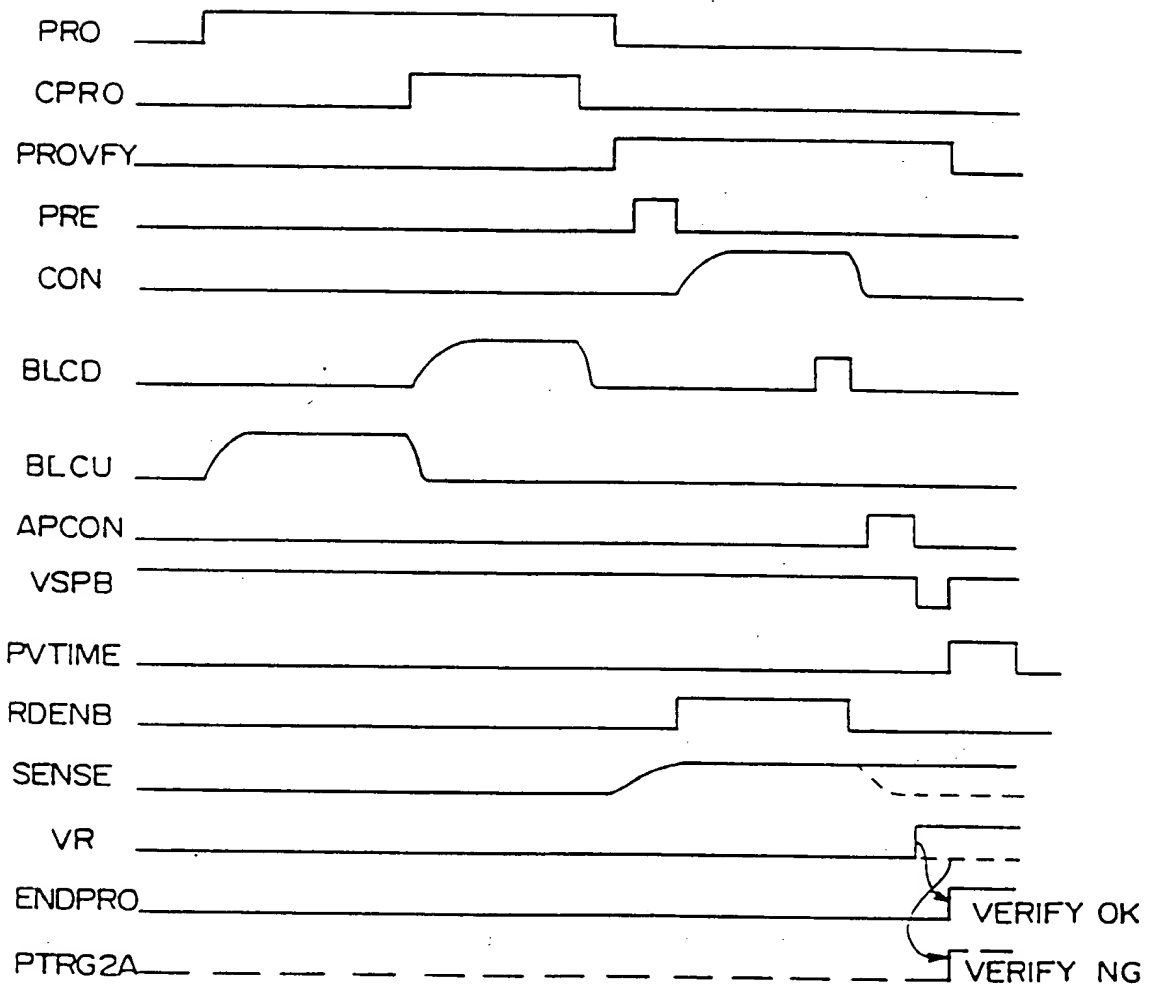 PRO
CPRO
PROVFY
PRE
CON
BLCD
BLCU
APCON
VSPB
PVTIME
RDENB
SENSE
VR
ENDPRO VERIFY OK
PTRG2A VERIFY NG